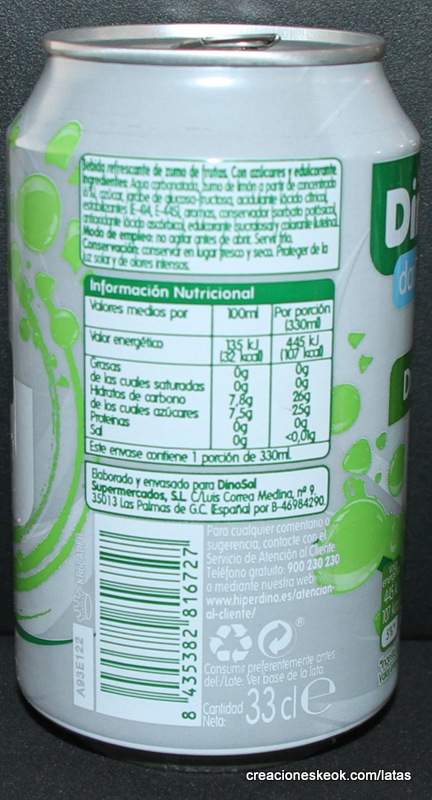 Bebida refrescante de zumo de frutas. Con azúcares y edulcorante
Ingredientes: Agua carbonatada, zumo de limón a partir de concentrado
azúcar, jarabe de glucosa-fructosa, acidulante (ácido cítrico),
estabilizantes (E-414, E-445), aromas, conservador (sorbato potásico),
antioxidante (ácido ascórbico), edulcorante (sucralosa) y colorante (luteína).
Modo de empleo: no agitar antes de abrir. Servir frío.
Conservación: conservar en lugar fresco y seco. Proteger de la
luz solar y de olores intensos.
Información Nutricional
Valores medios por 100ml Por porción (330ml)
Valor energético 135 kJ (32 kcal) 445 kJ (107 kcal)
Grasas 0g 0g
de las cuales saturadas 0g 0g
Hidratos de carbono 7,8g 26g
de los cuales azúcares 7,5g 25g
Proteínas 0g 0g
Sal 0g <0,01g
Este envase contiene 1 porción de 330ml.
Elaborado y envasado para DinoSol
Supermercados, S.L. C/Luis Correa Medina, nº 9,
35013 Las Palmas de G.C. (España) por B-46984290.
Para cualquier comentario o
sugerencia, contacte con el
Servicio de Atención al Cliente
Teléfono gratuito: 900 230 230
o mediante nuestra web
www.hiperdino.es/atencion-
al-cliente/
Consumir preferentemente antes
del/Lote: Ver base de la lata.
Cantidad
Neta: 33 cl e
8 435382 816727
A93E122
Di
creacioneskeok.com/latas